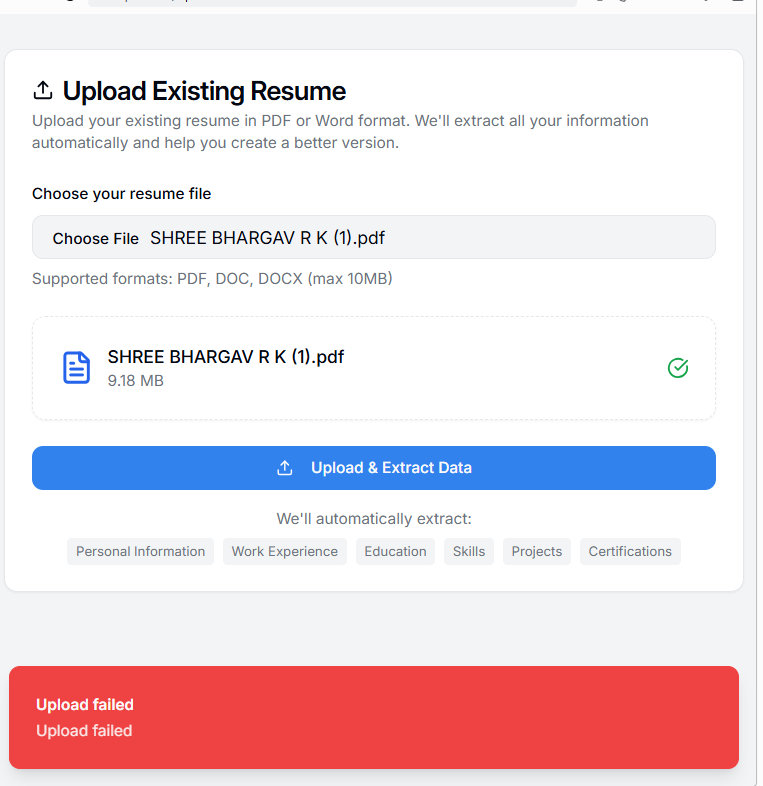 Upload Existing Resume
Upload your existing resume in PDF or Word format. We'll extract all your information
automatically and help you create a better version.
Choose your resume file
Choose File SHREE BHARGAV R K (1).pdf
Supported formats: PDF, DOC, DOCX (max 10MB)
SHREE BHARGAV R K (1).pdf
9.18 MB
Upload & Extract Data
We'll automatically extract:
Personal Information Work Experience Education Skills Projects Certifications
Upload failed
Upload failed